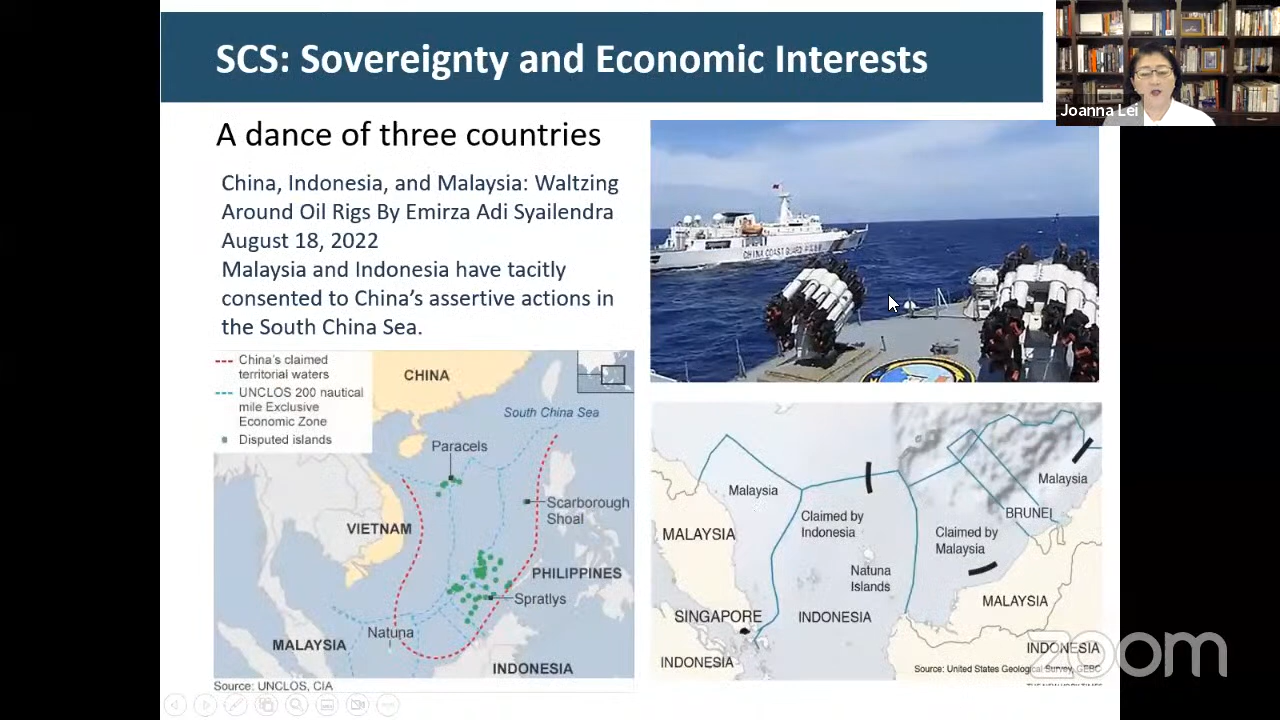 SCS: Sovereignty and Economic Interests
Joanna Lei
A dance of three countries
China, Indonesia, and Malaysia: Waltzing
Around Oil Rigs By Emirza Adi Syailendra
August 18, 2022
Malaysia and Indonesia have tacitly
consented to China’s assertive actions in
the South China Sea.
CHINA COAST GUARD
China's claimed
territorial waters
UNCLOS 200 nautical
mile Exclusive
Economic Zone
Disputed islands
CHINA
South China Sea
Paracels
Scarborough
Shoal
VIETNAM
PHILIPPINES
Spratlys
Natuna
MALAYSIA
INDONESIA
Source: UNCLOS, CIA
Malaysia
Malaysia
MALAYSIA
Claimed by
Indonesia
BRUNEI
Claimed by
Malaysia
Natuna
Islands
SINGAPORE
INDONESIA
MALAYSIA
INDONESIA
INDONESIA
Source: United States Geological Survey, GEBC
zoom